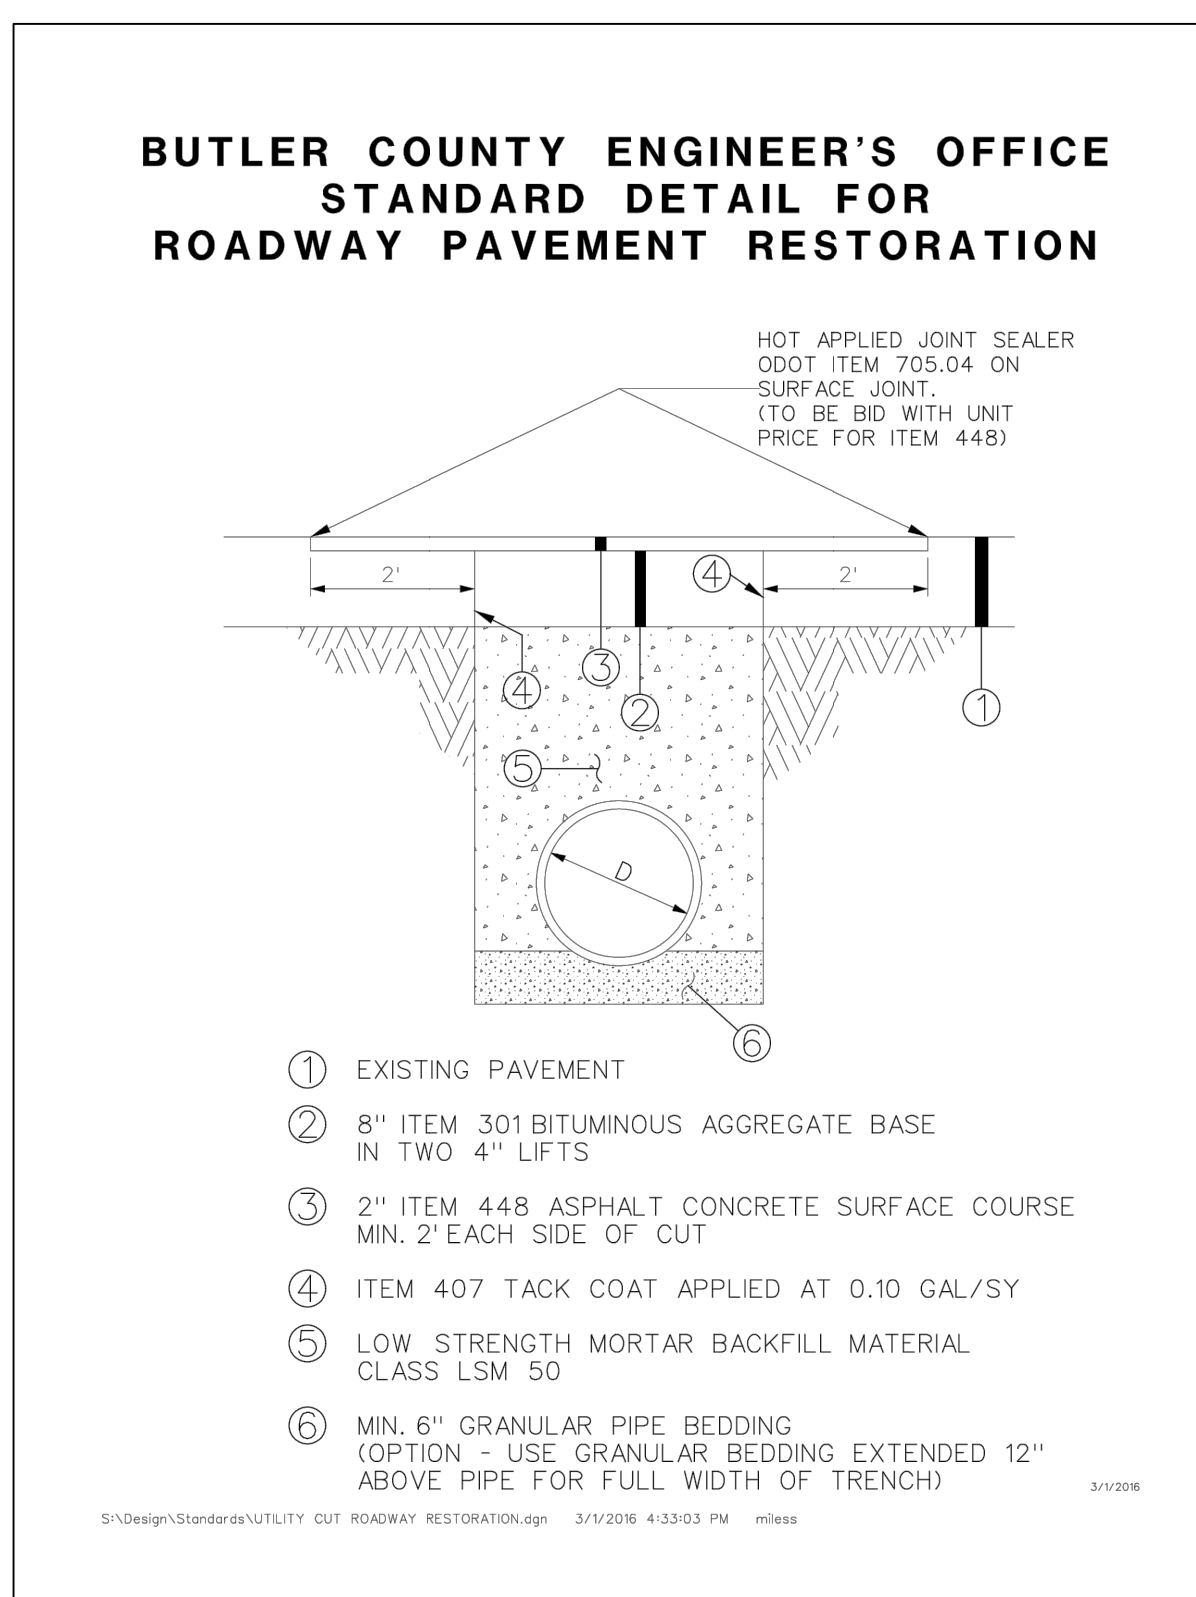 BUTLER COUNTY ENGINEER'S OFFICE
STANDARD DETAIL FOR
ROADWAY PAVEMENT RESTORATION
HOT APPLIED JOINT SEALER
ODOT ITEM 705.04 ON
SURFACE JOINT.
(TO BE BID WITH UNIT
PRICE FOR ITEM 448)
2'
4
2'
3
4
2
1
5
D
6
1 EXISTING PAVEMENT
2 8" ITEM 301 BITUMINOUS AGGREGATE BASE
IN TWO 4" LIFTS
3 2" ITEM 448 ASPHALT CONCRETE SURFACE COURSE
MIN. 2' EACH SIDE OF CUT
4 ITEM 407 TACK COAT APPLIED AT 0.10 GAL/SY
5 LOW STRENGTH MORTAR BACKFILL MATERIAL
CLASS LSM 50
6 MIN. 6" GRANULAR PIPE BEDDING
(OPTION - USE GRANULAR BEDDING EXTENDED 12"
ABOVE PIPE FOR FULL WIDTH OF TRENCH)
3/1/2016
S:\Design\Standards\UTILITY CUT ROADWAY RESTORATION.dgn 3/1/2016 4:33:03 PM miless